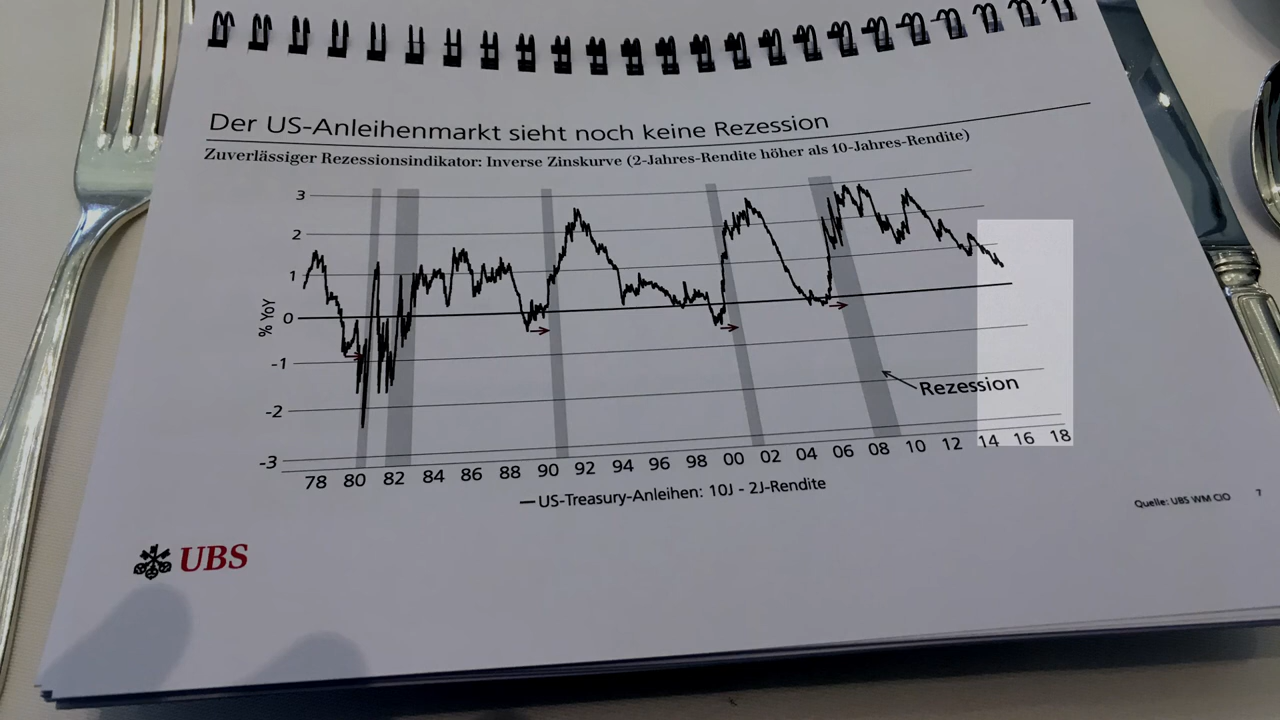 Der US-Anleihenmarkt sieht noch keine Rezession
Zuverlässiger Rezessionsindikator: Inverse Zinskurve (2-Jahres-Rendite höher als 10-Jahres-Rendite)
% YoY
3
2
1
0
-1
-2
-3
Rezession
78 80 82 84 86 88 90 92 94 96 98 00 02 04 06 08 10 12 14 16 18
US-Treasury-Anleihen: 10J - 2J-Rendite
Quelle: UBS WM CIO 7
UBS